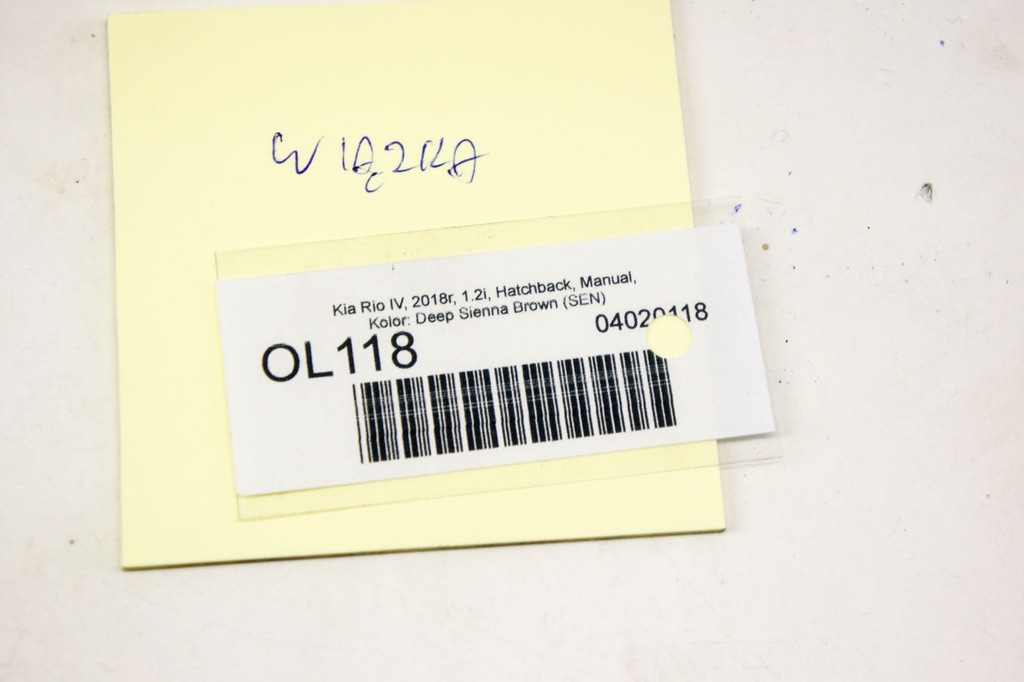 WIĄZKA
Kia Rio IV, 2018r, 1.2i, Hatchback, Manual,
Kolor: Deep Sienna Brown (SEN)
04020118
OL118